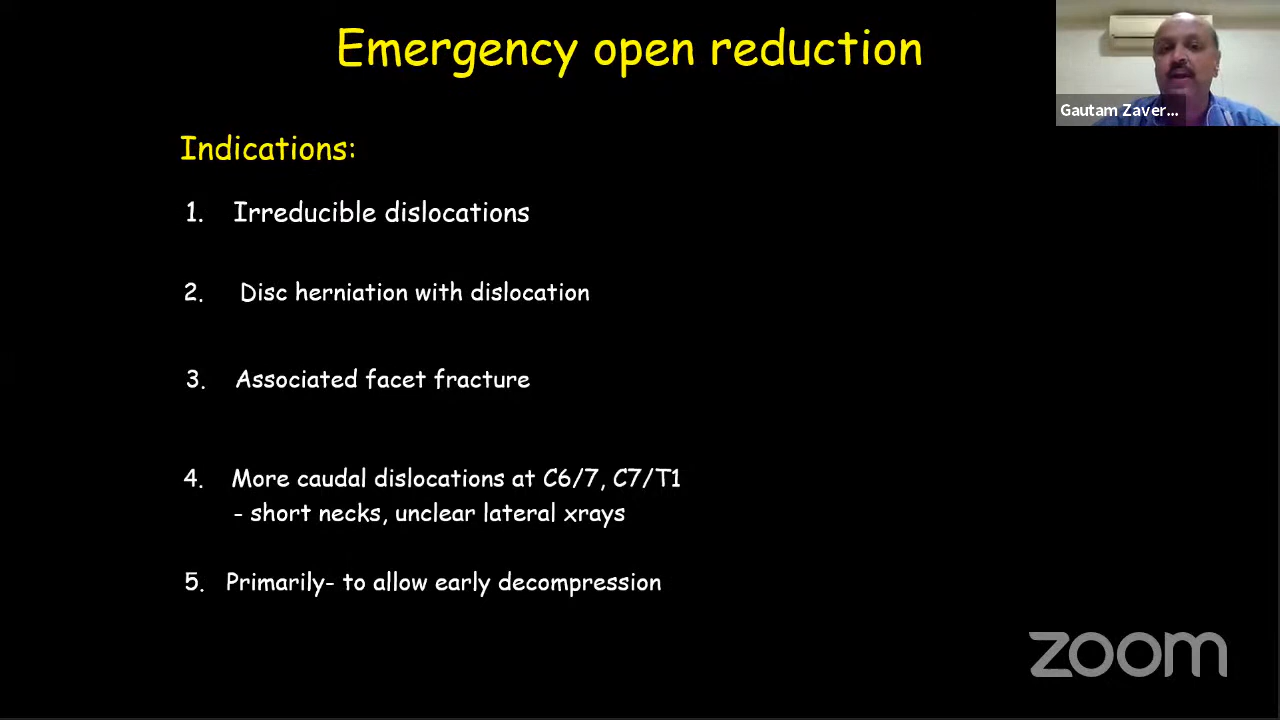 Emergency open reduction
Gautam Zaver...
Indications:
1. Irreducible dislocations
2. Disc herniation with dislocation
3. Associated facet fracture
4. More caudal dislocations at C6/7, C7/T1
- short necks, unclear lateral xrays
5. Primarily- to allow early decompression
zoom